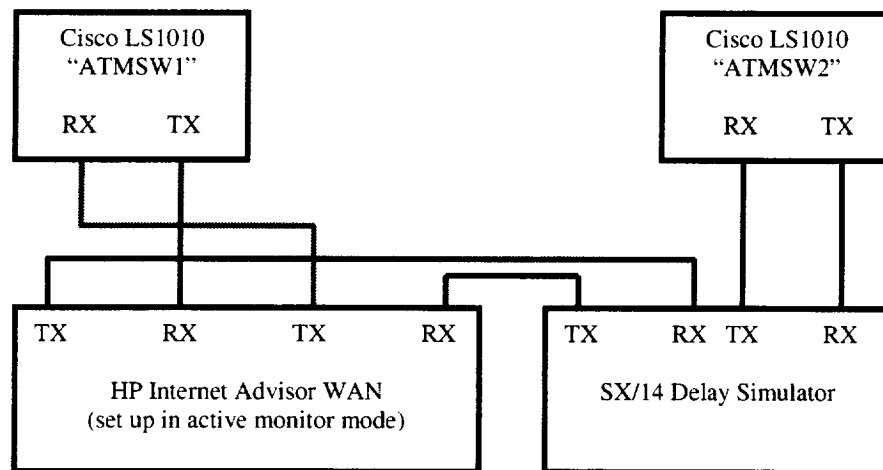 Cisco LS1010
“ATMSW1”
RX TX
Cisco LS1010
“ATMSW2”
RX TX
TX RX TX RX
HP Internet Advisor WAN
(set up in active monitor mode)
TX RX TX RX
SX/14 Delay Simulator